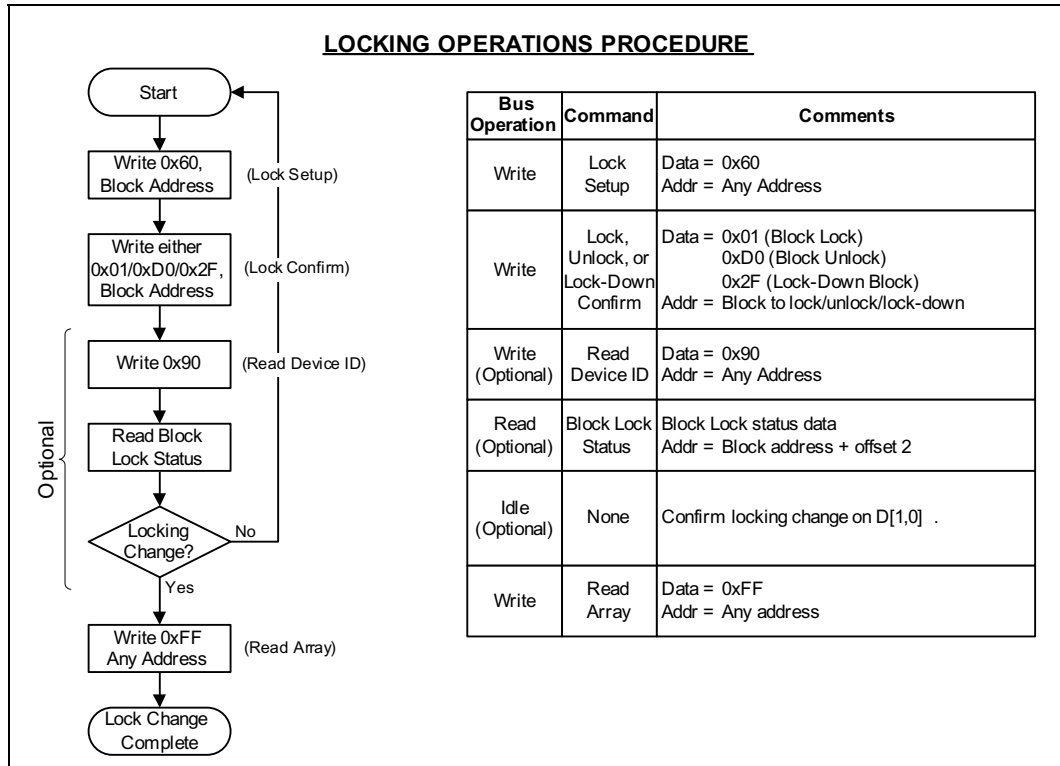 LOCKING OPERATIONS PROCEDURE
Start
Write 0x60,
Block Address
(Lock Setup)
Write either
0x01/0xD0/0x2F,
Block Address
(Lock Confirm)
Optional
Write 0x90
(Read Device ID)
Read Block
Lock Status
Locking
Change?
No
Yes
Write 0xFF
Any Address
(Read Array)
Lock Change
Complete
Bus
Operation
Command
Comments
Write
Lock
Setup
Data = 0x60
Addr = Any Address
Write
Lock,
Unlock, or
Lock-Down
Confirm
Data = 0x01 (Block Lock)
0xD0 (Block Unlock)
0x2F (Lock-Down Block)
Addr = Block to lock/unlock/lock-down
Write
(Optional)
Read
Device ID
Data = 0x90
Addr = Any Address
Read
(Optional)
Block Lock
Status
Block Lock status data
Addr = Block address + offset 2
Idle
(Optional)
None
Confirm locking change on D[1,0] .
Write
Read
Array
Data = 0xFF
Addr = Any address